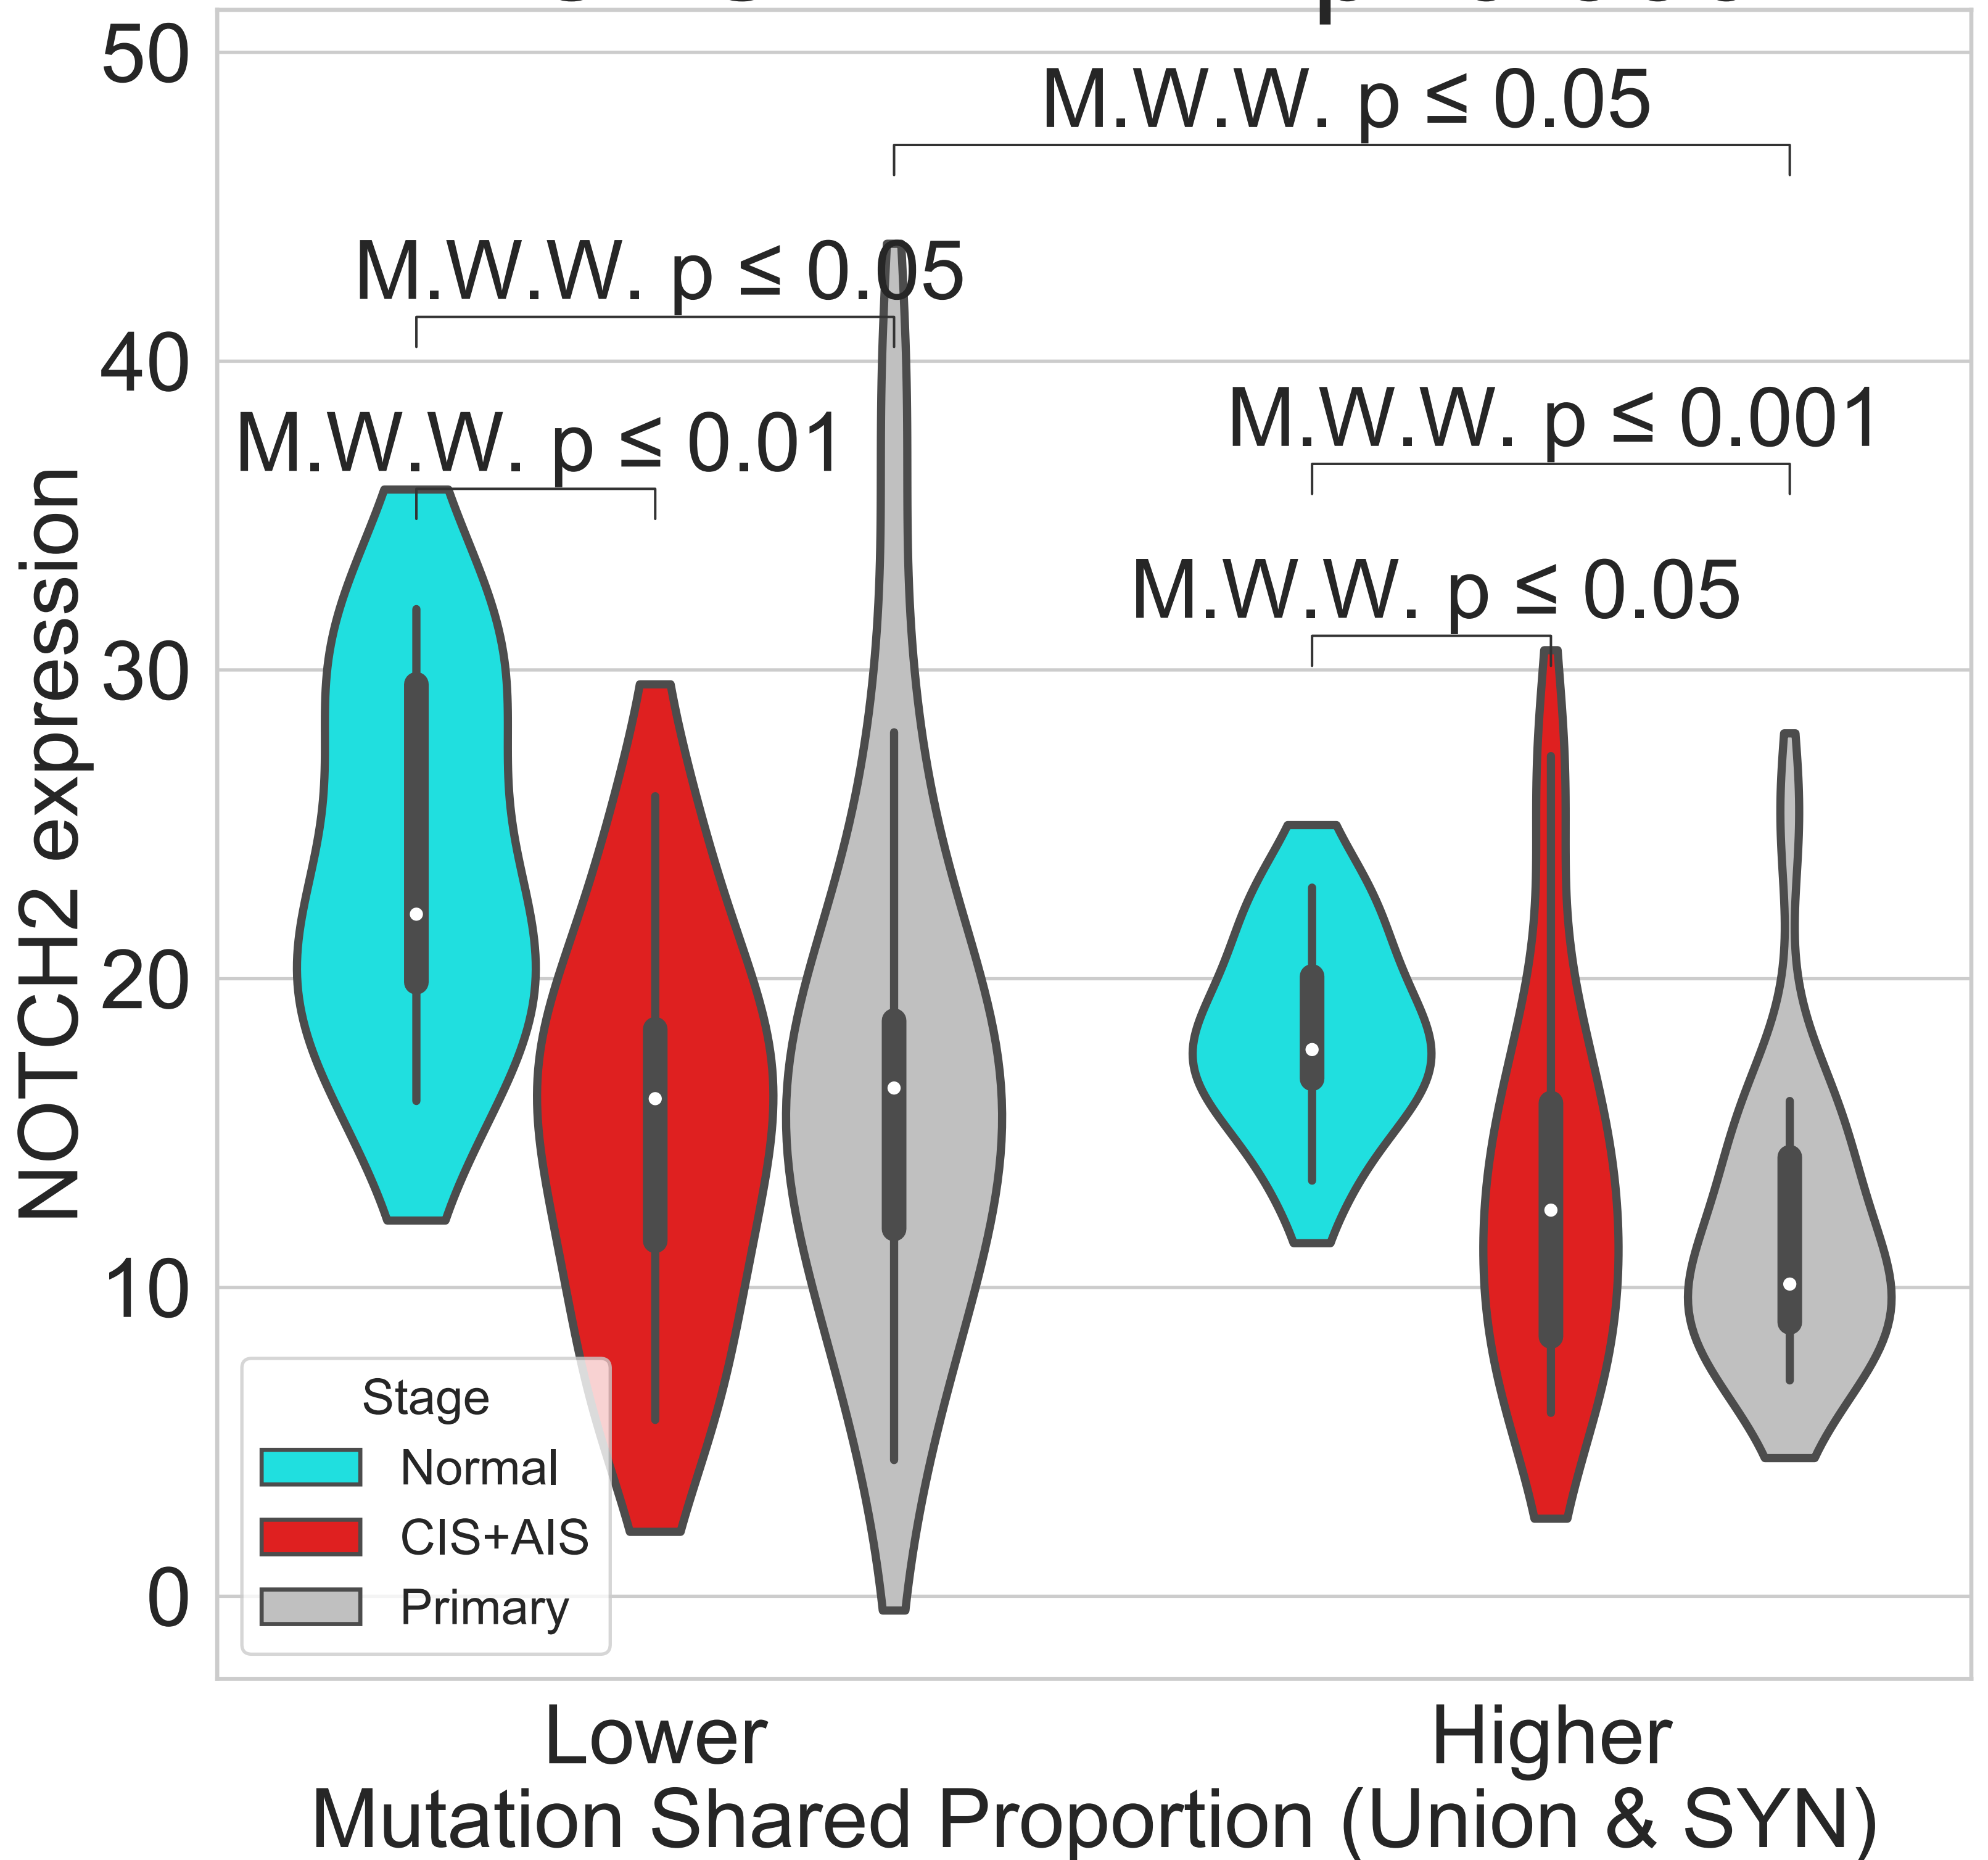 50
M.W.W. p ≤ 0.05
M.W.W. p ≤ 0.05
40
M.W.W. p ≤ 0.001
M.W.W. p ≤ 0.01
M.W.W. p ≤ 0.05
30
NOTCH2 expression
20
10
0
Stage
Normal
CIS+AIS
Primary
Lower
Higher
Mutation Shared Proportion (Union & SYN)